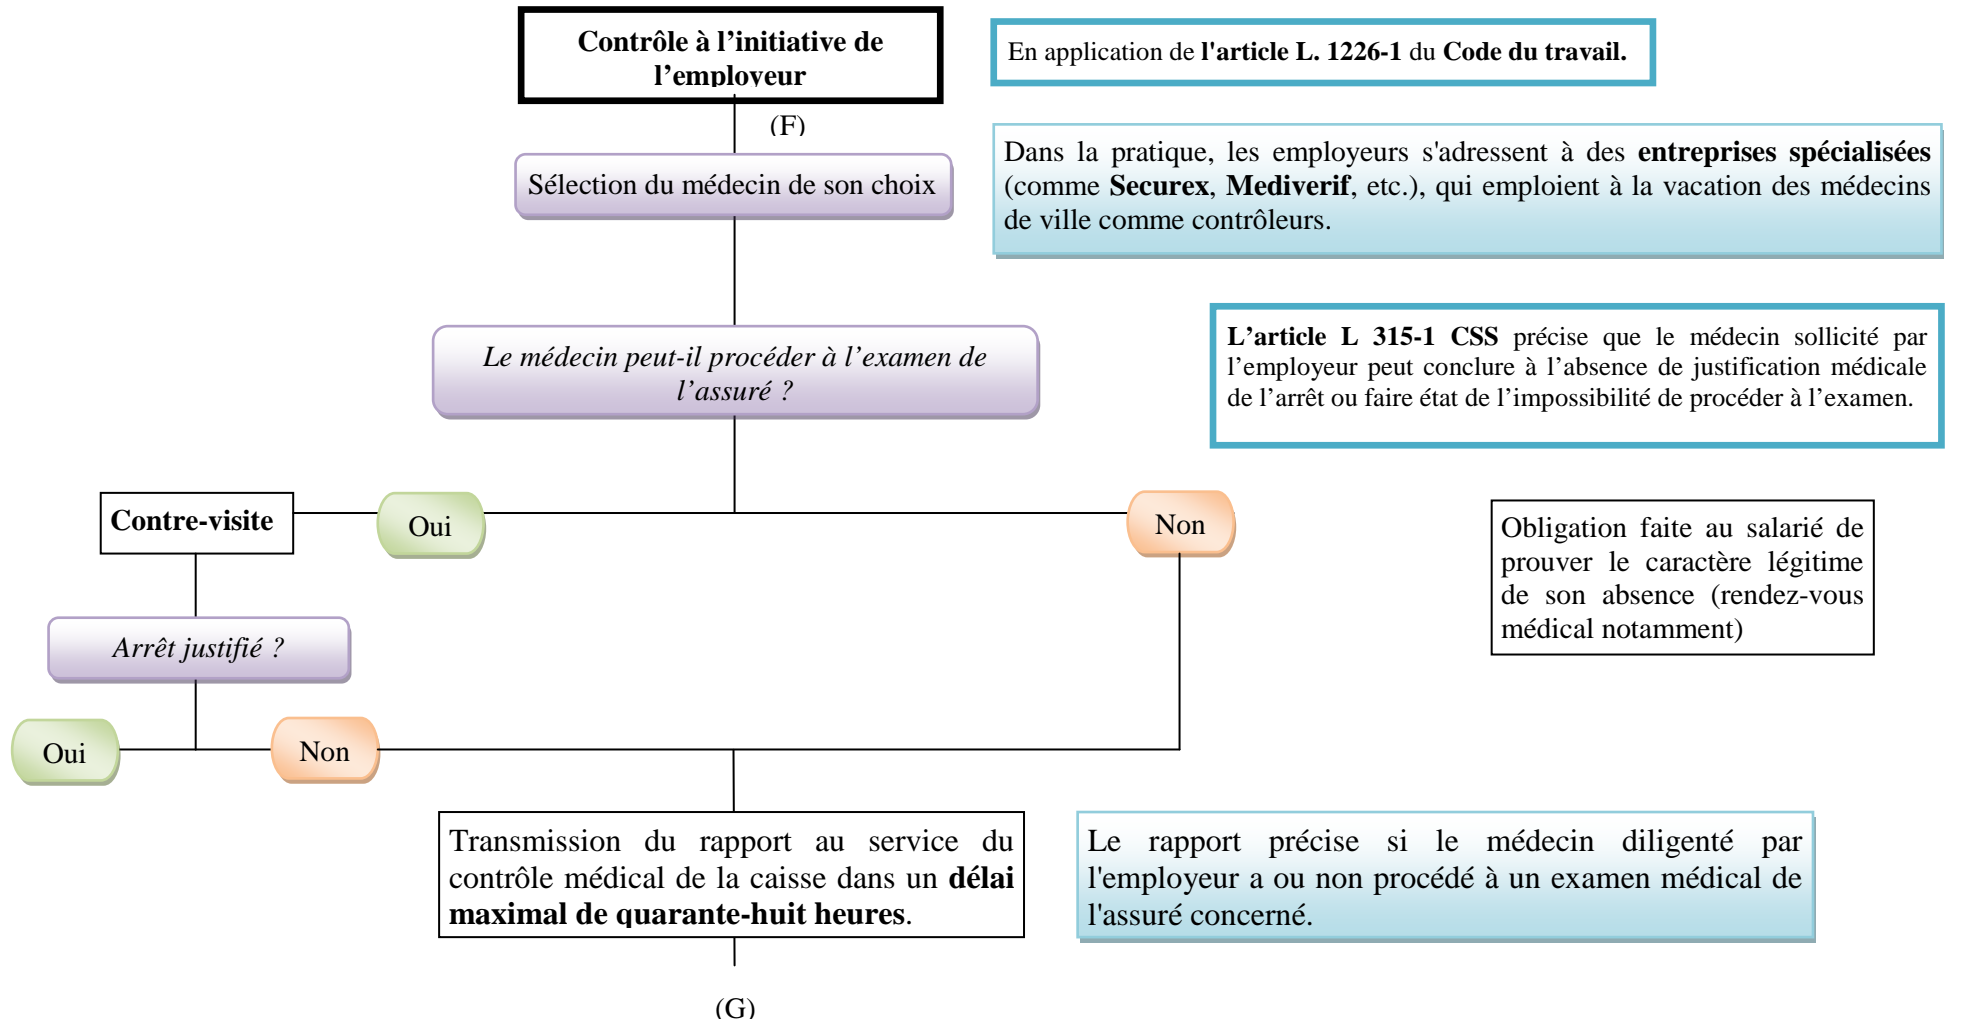 Contrôle à l’initiative de
l’employeur
En application de l'article L. 1226-1 du Code du travail.
(F)
Sélection du médecin de son choix
Dans la pratique, les employeurs s'adressent à des entreprises spécialisées
(comme Securex, Mediverif, etc.), qui emploient à la vacation des médecins
de ville comme contrôleurs.
Le médecin peut-il procéder à l’examen de
l’assuré ?
L’article L 315-1 CSS précise que le médecin sollicité par
l’employeur peut conclure à l’absence de justification médicale
de l’arrêt ou faire état de l’impossibilité de procéder à l’examen.
Contre-visite
Oui
Non
Obligation faite au salarié de
prouver le caractère légitime
de son absence (rendez-vous
médical notamment)
Arrêt justifié ?
Oui
Non
Transmission du rapport au service du
contrôle médical de la caisse dans un délai
maximal de quarante-huit heures.
Le rapport précise si le médecin diligenté par
l'employeur a ou non procédé à un examen médical de
l'assuré concerné.
(G)